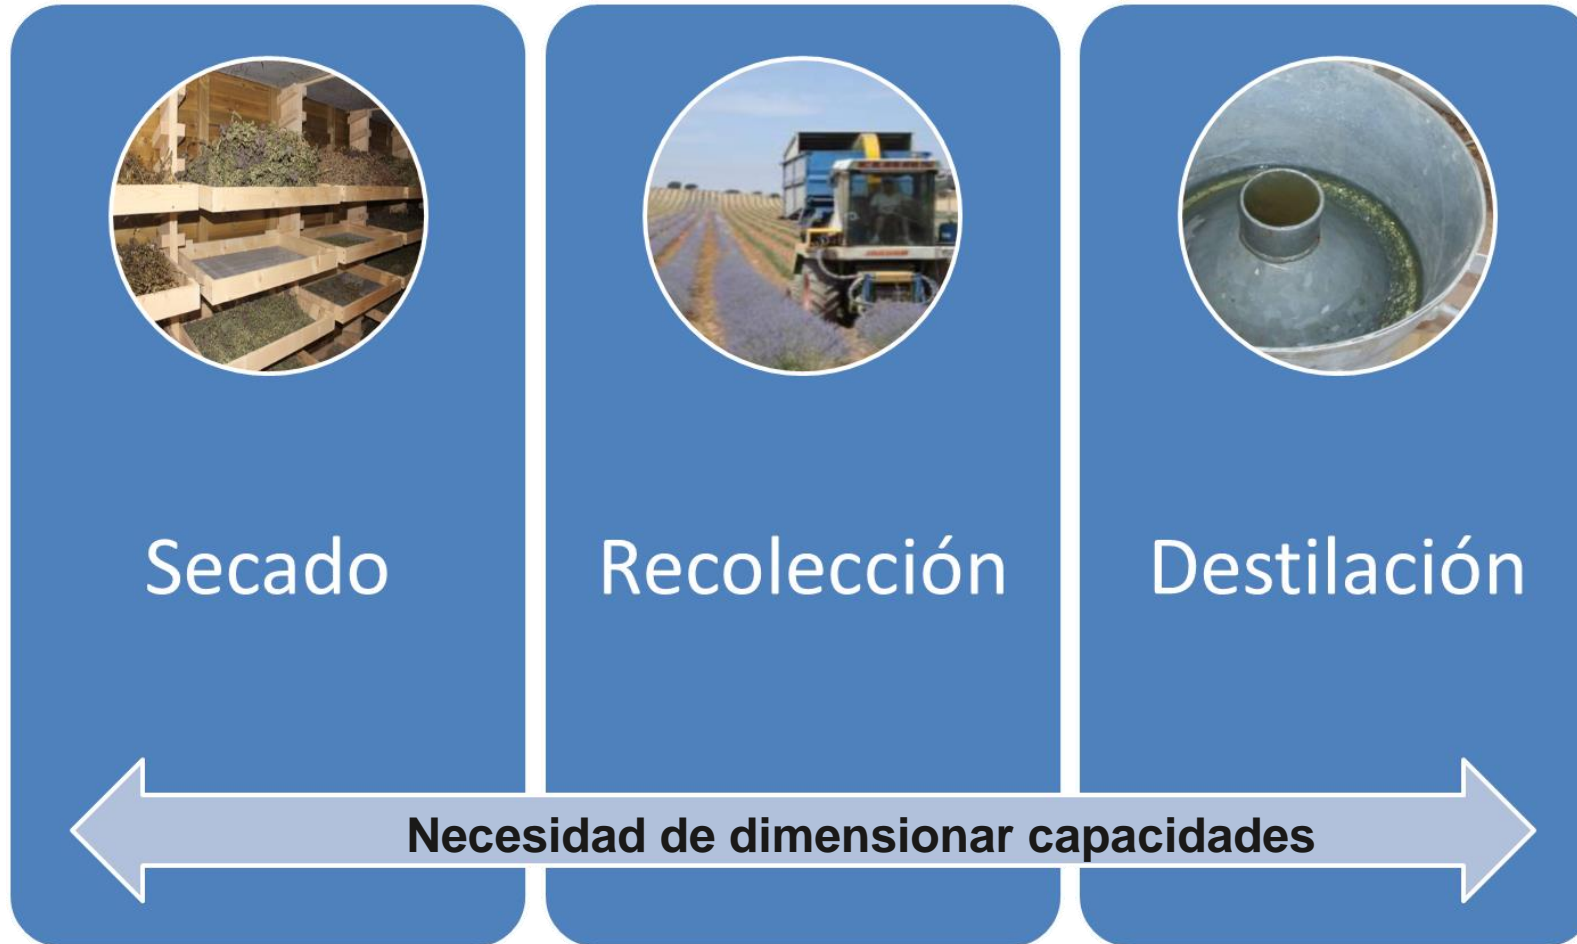 Secado
Recolección
Destilación
Necesidad de dimensionar capacidades